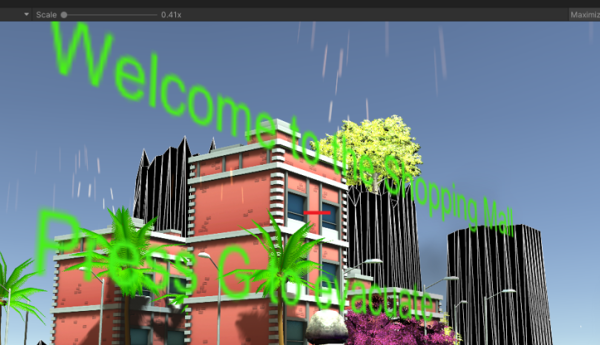 Scale 0.41x Maximiz
Welcome to the Shopping Mall
Press G to evacuate